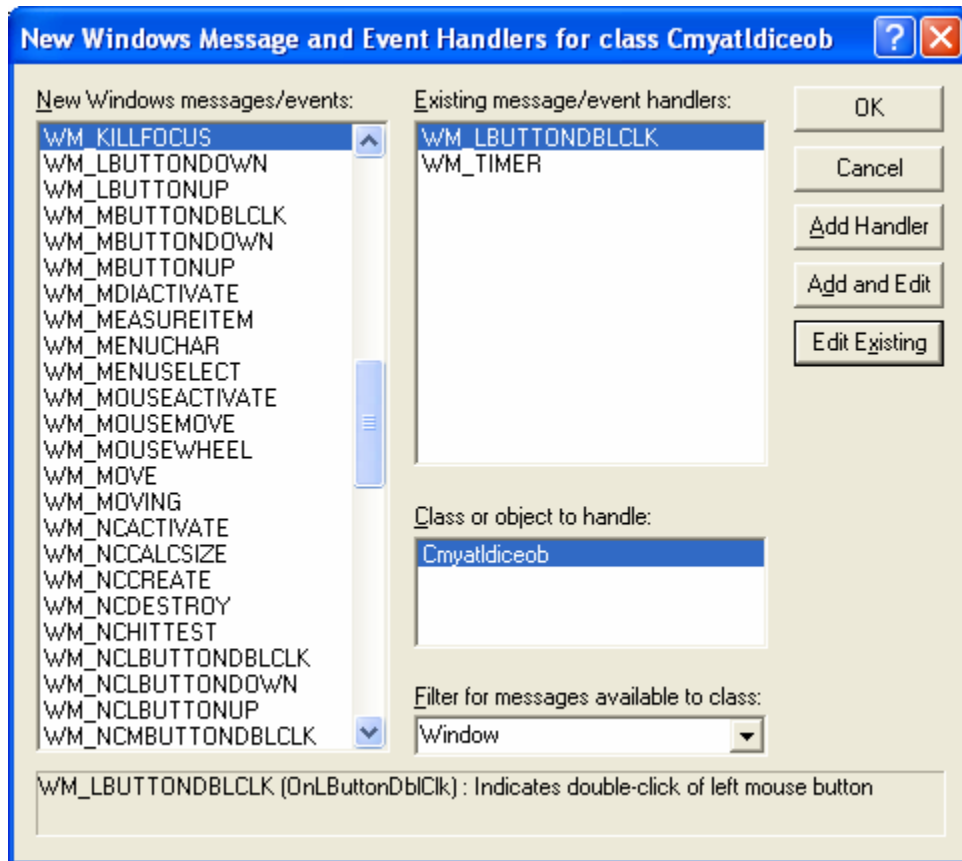 New Windows Message and Event Handlers for class Cmyatldiceob
New Windows messages/events:
WM_KILLFOCUS
WM_LBUTTONDOWN
WM_LBUTTONUP
WM_MBUTTONDBLCLK
WM_MBUTTONDOWN
WM_MBUTTONUP
WM_MDIACTIVATE
WM_MEASUREITEM
WM_MENUCHAR
WM_MENUSELECT
WM_MOUSEACTIVATE
WM_MOUSEMOVE
WM_MOUSEWHEEL
WM_MOVE
WM_MOVING
WM_NCACTIVATE
WM_NCCALCSIZE
WM_NCCREATE
WM_NCDESTROY
WM_NCHITTEST
WM_NCLBUTTONDBLCLK
WM_NCLBUTTONDOWN
WM_NCLBUTTONUP
WM_NCMBUTTONDBLCLK
Existing message/event handlers:
WM_LBUTTONDBLCLK
WM_TIMER
Class or object to handle:
Cmyatldiceob
Filter for messages available to class:
Window
OK
Cancel
Add Handler
Add and Edit
Edit Existing
WM_LBUTTONDBLCLK (OnLButtonDblClk) : Indicates double-click of left mouse button